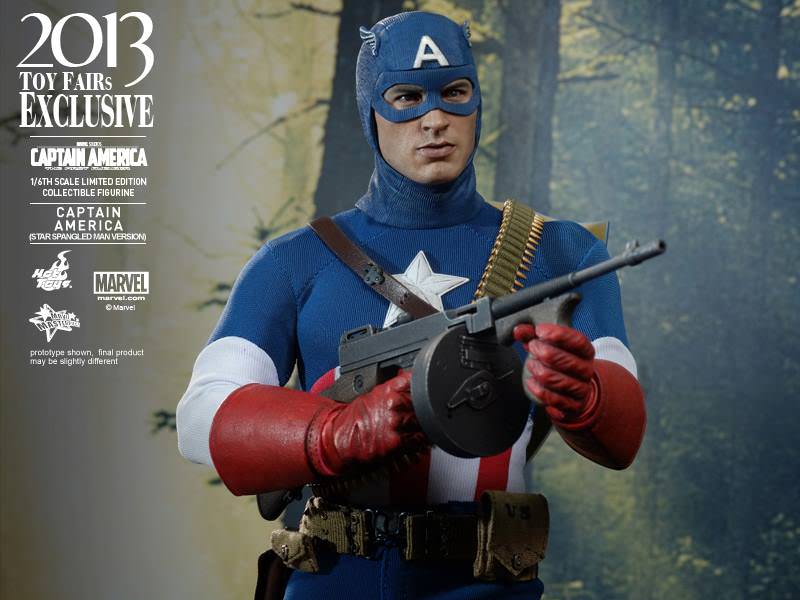 2013
TOY FAIRS
EXCLUSIVE
MARVEL STUDIOS
CAPTAIN AMERICA
THE FIRST AVENGER
1/6TH SCALE LIMITED EDITION
COLLECTIBLE FIGURINE
CAPTAIN
AMERICA
(STAR SPANGLED MAN VERSION)
Hot
Toys
MARVEL
marvel.com
© Marvel
MOVIE
MASTERPIECE
prototype shown, final product
may be slightly different
A
US